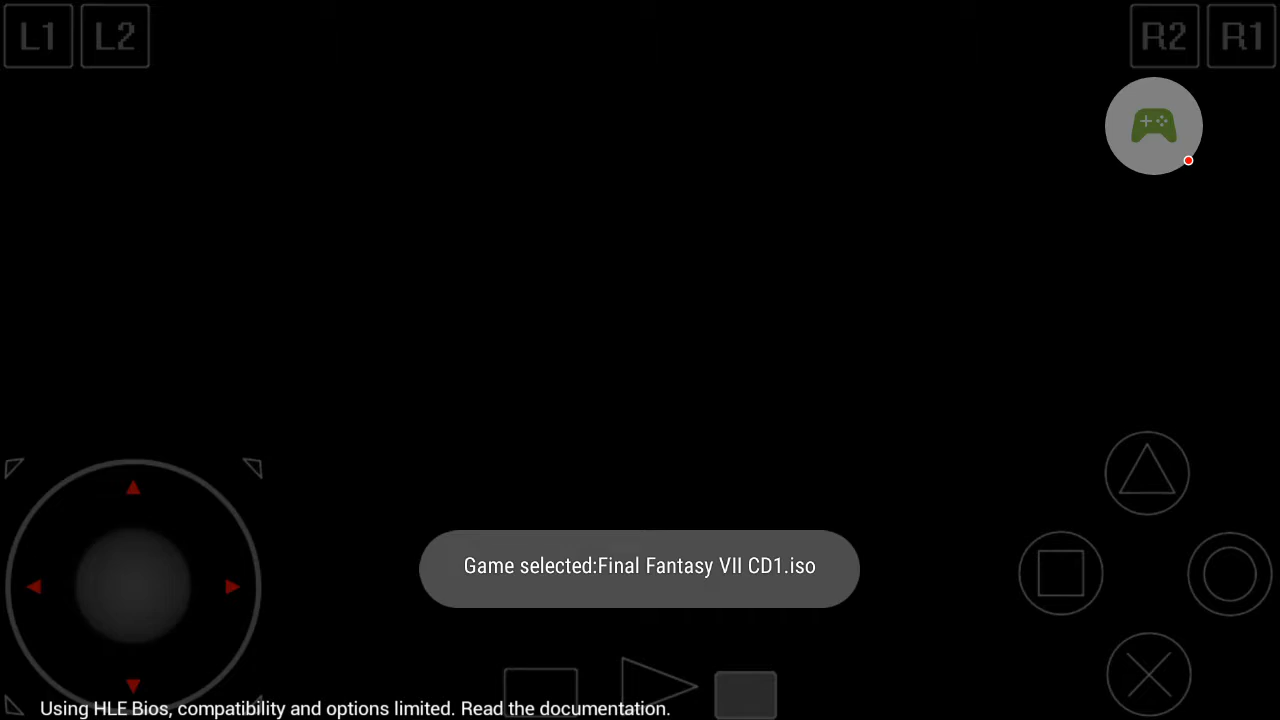 L1 L2 R2 R1
Game selected:Final Fantasy VII CD1.iso
Using HLE Bios, compatibility and options limited. Read the documentation.